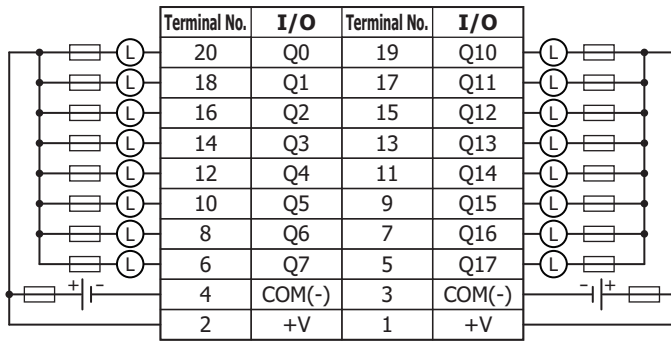 Terminal No. I/O Terminal No. I/O
L 20 Q0 19 Q10 L
L 18 Q1 17 Q11 L
L 16 Q2 15 Q12 L
L 14 Q3 13 Q13 L
L 12 Q4 11 Q14 L
L 10 Q5 9 Q15 L
L 8 Q6 7 Q16 L
L 6 Q7 5 Q17 L
+ - 4 COM(-) 3 COM(-) - +
2 +V 1 +V